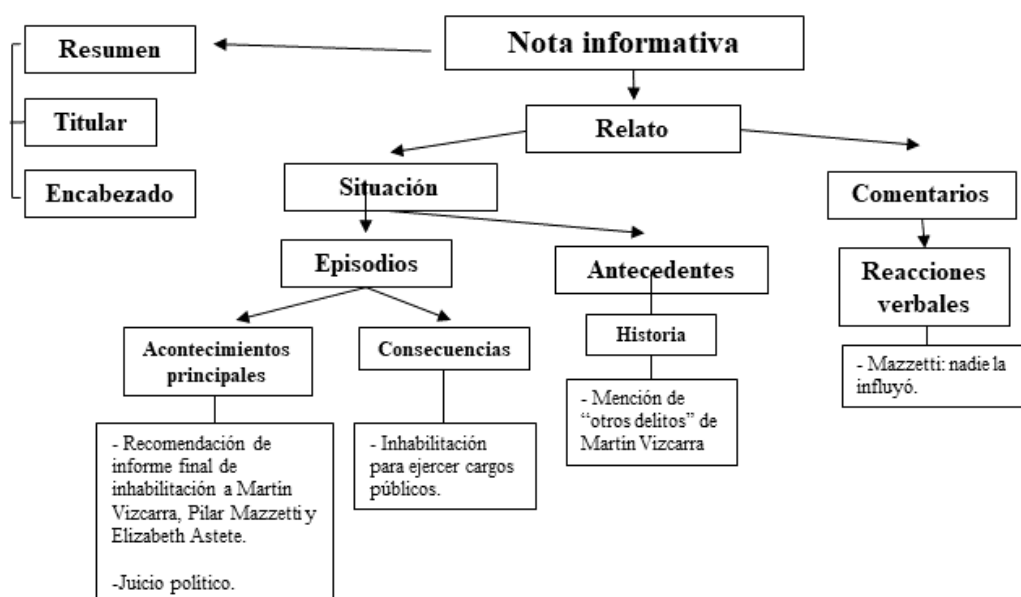 Nota informativa
Resumen
Titular
Encabezado
Relato
Situación
Comentarios
Episodios
Antecedentes
Reacciones
verbales
Acontecimientos
principales
Consecuencias
Historia
- Mazzetti: nadie la
influyó.
- Recomendación de
informe final de
inhabilitación a Martín
Vizcarra, Pilar Mazzetti y
Elizabeth Astete.
-Juicio político.
- Inhabilitación
para ejercer cargos
públicos.
- Mención de
“otros delitos” de
Martín Vizcarra